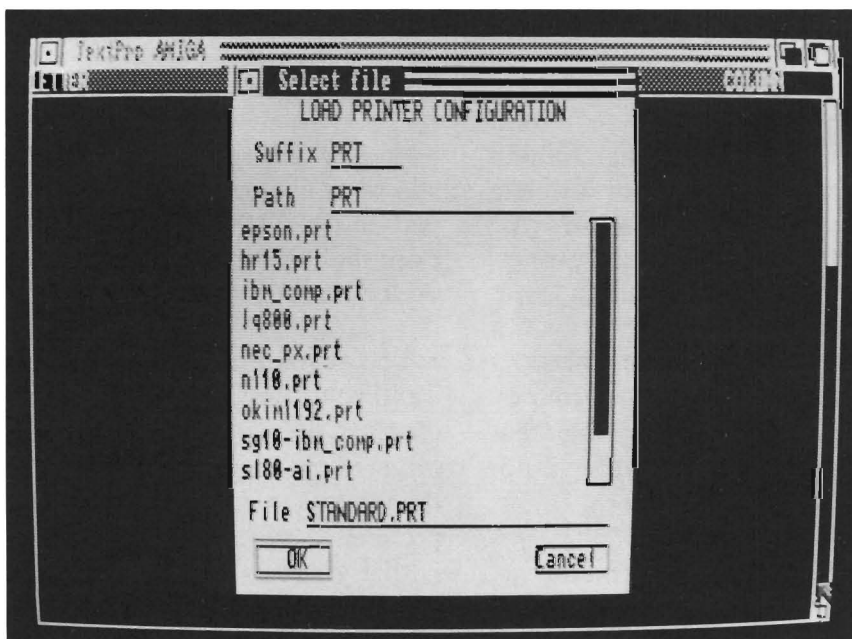 TextPro AMIGA
Select file
LOAD PRINTER CONFIGURATION
Suffix PRT
Path PRT
epson.prt
hr15.prt
ibm_comp.prt
lq800.prt
nec_px.prt
nl10.prt
okiml192.prt
sg10-ibm_comp.prt
sl80-ai.prt
File STANDARD.PRT
OK Cancel